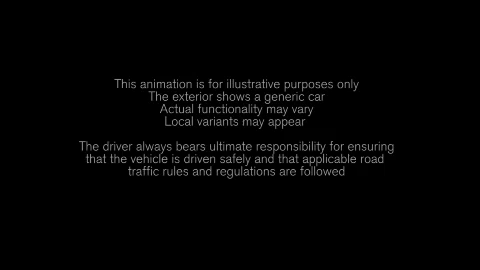 This animation is for illustrative purposes only
The exterior shows a generic car
Actual functionality may vary
Local variants may appear
The driver always bears ultimate responsibility for ensuring
that the vehicle is driven safely and that applicable road
traffic rules and regulations are followed